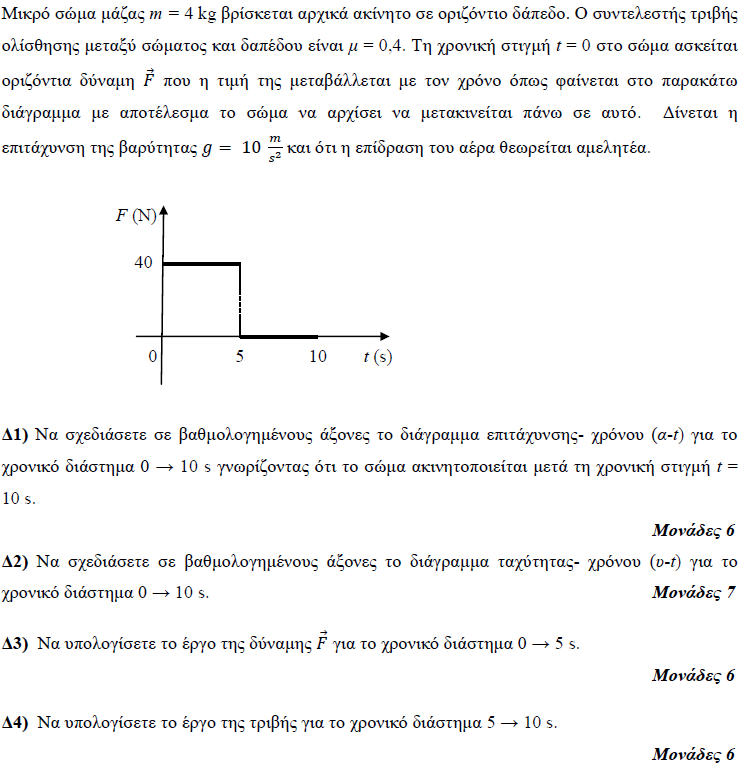 Μικρό σώμα μάζας m = 4 kg βρίσκεται αρχικά ακίνητο σε οριζόντιο δάπεδο. Ο συντελεστής τριβής
ολίσθησης μεταξύ σώματος και δαπέδου είναι μ = 0,4. Τη χρονική στιγμή t = 0 στο σώμα ασκείται
οριζόντια δύναμη F⃗ που η τιμή της μεταβάλλεται με τον χρόνο όπως φαίνεται στο παρακάτω
διάγραμμα με αποτέλεσμα το σώμα να αρχίσει να μετακινείται πάνω σε αυτό. Δίνεται η
επιτάχυνση της βαρύτητας g = 10 m/s² και ότι η επίδραση του αέρα θεωρείται αμελητέα.
F (N)
40
0 5 10 t (s)
Δ1) Να σχεδιάσετε σε βαθμολογημένους άξονες το διάγραμμα επιτάχυνσης- χρόνου (α-t) για το
χρονικό διάστημα 0 → 10 s γνωρίζοντας ότι το σώμα ακινητοποιείται μετά τη χρονική στιγμή t =
10 s.
Μονάδες 6
Δ2) Να σχεδιάσετε σε βαθμολογημένους άξονες το διάγραμμα ταχύτητας- χρόνου (υ-t) για το
χρονικό διάστημα 0 → 10 s. Μονάδες 7
Δ3) Να υπολογίσετε το έργο της δύναμης F⃗ για το χρονικό διάστημα 0 → 5 s.
Μονάδες 6
Δ4) Να υπολογίσετε το έργο της τριβής για το χρονικό διάστημα 5 → 10 s.
Μονάδες 6